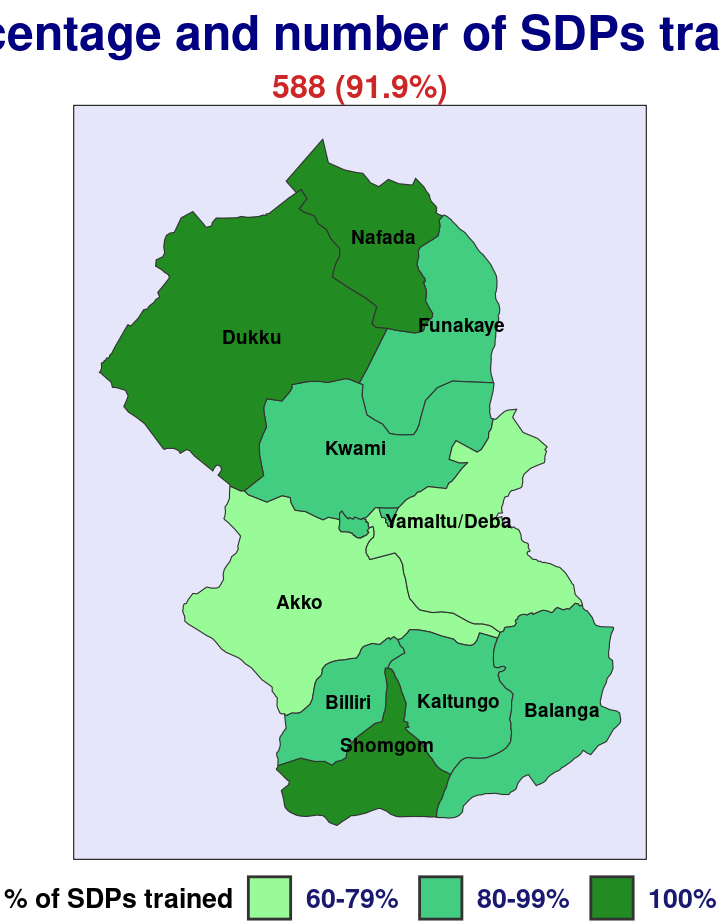 centage and number of SDPs tra
588 (91.9%)
Nafada
Funakaye
Dukku
Kwami
Yamaltu/Deba
Akko
Billiri
Kaltungo
Balanga
Shomgom
% of SDPs trained 60-79% 80-99% 100%